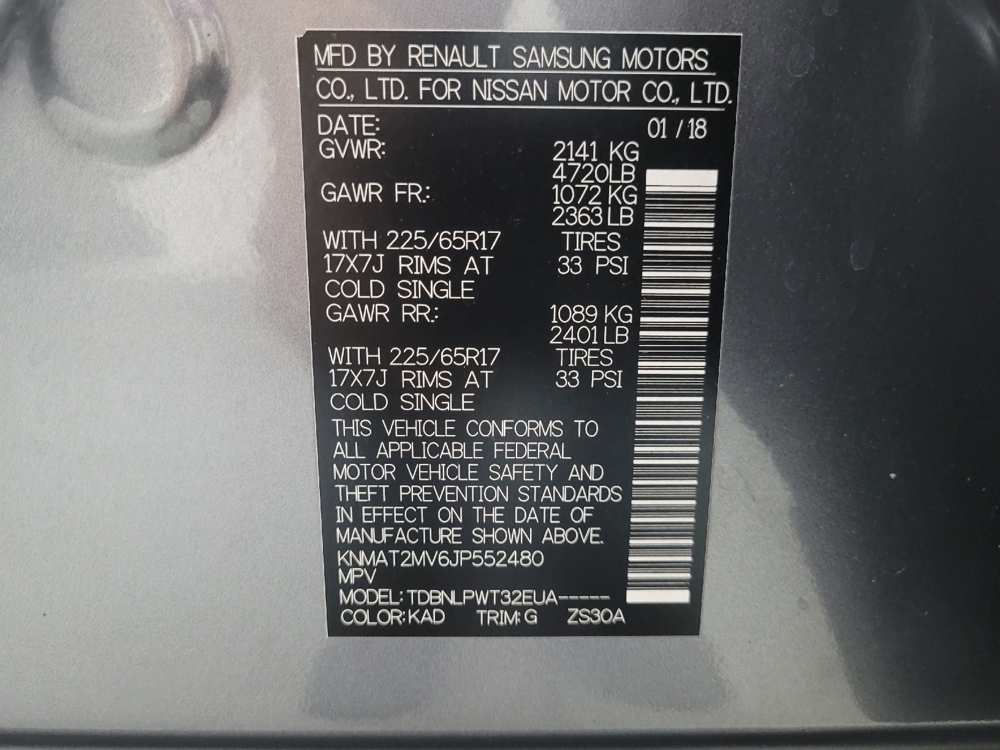 MFD BY RENAULT SAMSUNG MOTORS
CO., LTD. FOR NISSAN MOTOR CO., LTD.
DATE: 01 / 18
GVWR: 2141 KG
4720LB
GAWR FR.: 1072 KG
2363 LB
WITH 225/65R17 TIRES
17X7J RIMS AT 33 PSI
COLD SINGLE
GAWR RR.: 1089 KG
2401 LB
WITH 225/65R17 TIRES
17X7J RIMS AT 33 PSI
COLD SINGLE
THIS VEHICLE CONFORMS TO
ALL APPLICABLE FEDERAL
MOTOR VEHICLE SAFETY AND
THEFT PREVENTION STANDARDS
IN EFFECT ON THE DATE OF
MANUFACTURE SHOWN ABOVE.
KNMAT2MV6JP552480
MPV
MODEL: TDBNLPWT32EUA-----
COLOR: KAD TRIM: G ZS30A